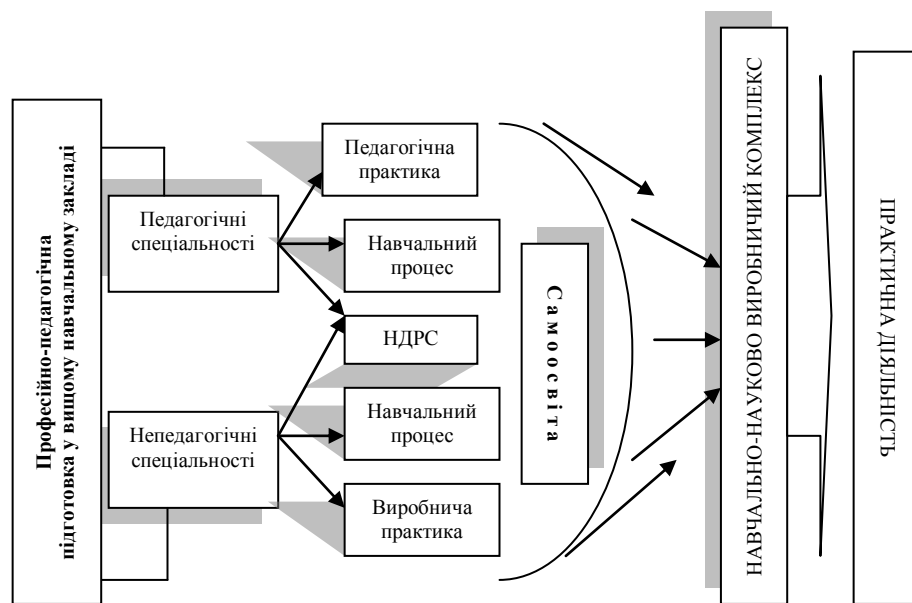 Професійно-педагогічна
підготовка у вищому навчальному закладі
Педагогічні
спеціальності
Непедагогічні
спеціальності
Педагогічна
практика
Навчальний
процес
НДРС
Навчальний
процес
Виробнича
практика
Самоосвіта
НАВЧАЛЬНО-НАУКОВО ВИРОБНИЧИЙ КОМПЛЕКС
ПРАКТИЧНА ДІЯЛЬНІСТЬ